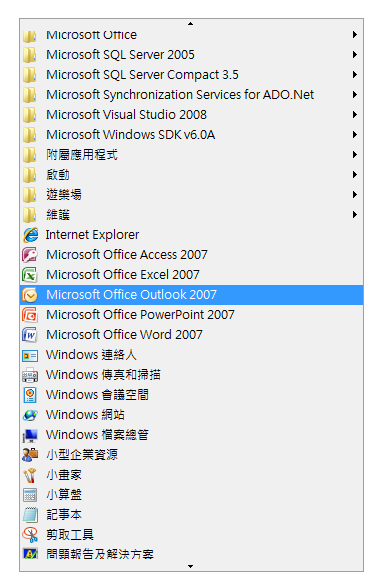 Microsoft Office
Microsoft SQL Server 2005
Microsoft SQL Server Compact 3.5
Microsoft Synchronization Services for ADO.Net
Microsoft Visual Studio 2008
Microsoft Windows SDK v6.0A
附屬應用程式
啟動
遊樂場
維護
Internet Explorer
Microsoft Office Access 2007
Microsoft Office Excel 2007
Microsoft Office Outlook 2007
Microsoft Office PowerPoint 2007
Microsoft Office Word 2007
Windows 連絡人
Windows 傳真和掃描
Windows 會議空間
Windows 網站
Windows 檔案總管
小型企業資源
小畫家
小算盤
記事本
剪取工具
問題報告及解決方案